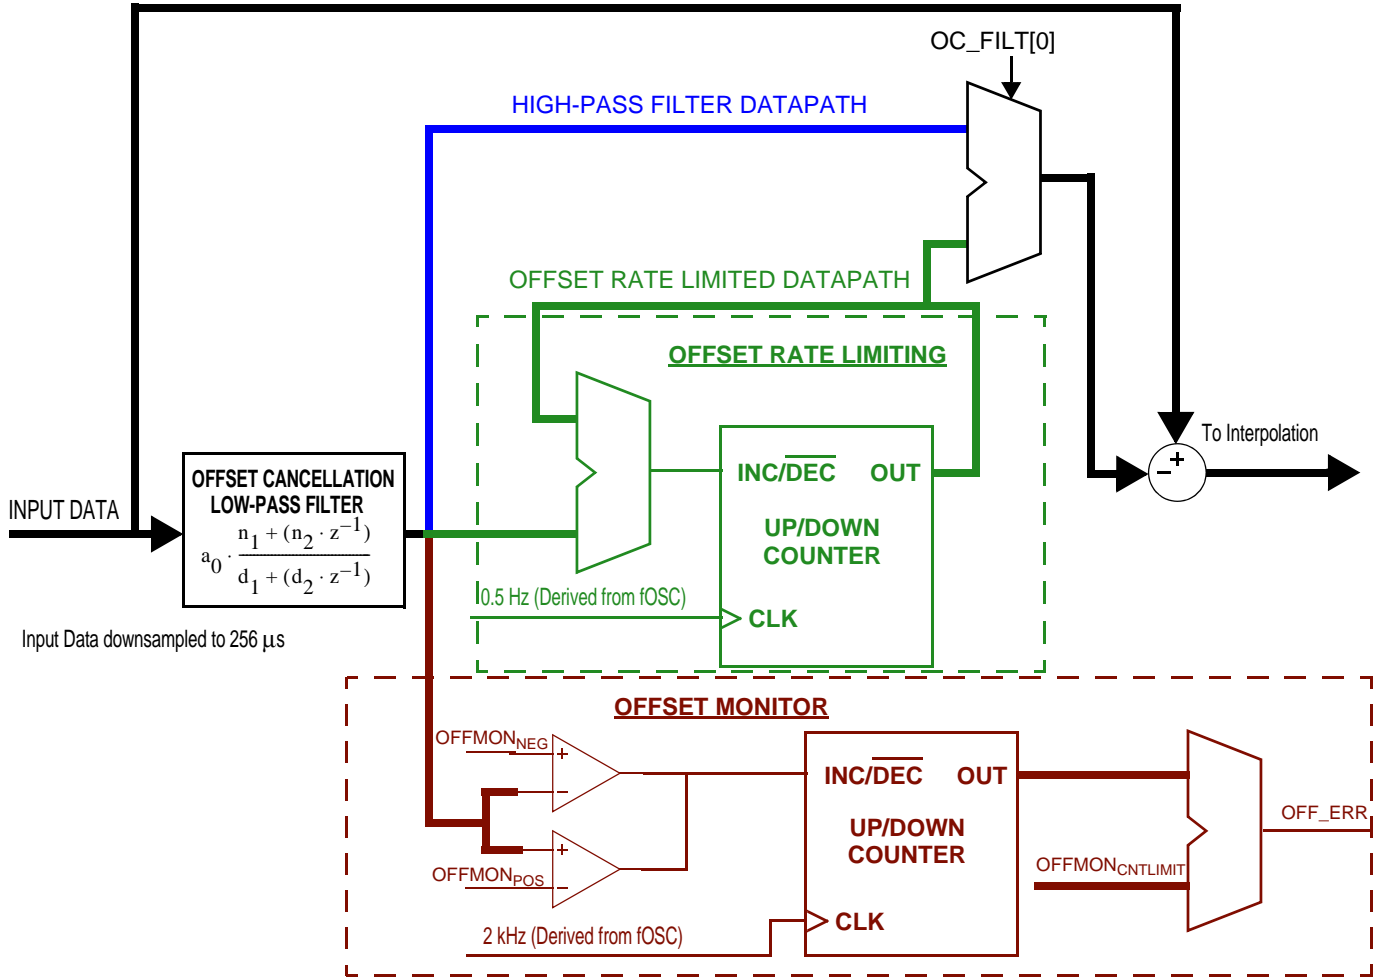 OC_FILT[0]
HIGH-PASS FILTER DATAPATH
OFFSET RATE LIMITED DATAPATH
OFFSET RATE LIMITING
To Interpolation
- +
INPUT DATA
OFFSET CANCELLATION
LOW-PASS FILTER
a0 · n1 + (n2 · z−1)
d1 + (d2 · z−1)
INC/DEC OUT
UP/DOWN
COUNTER
0.5 Hz (Derived from fOSC)
CLK
Input Data downsampled to 256 μs
OFFSET MONITOR
OFFMONNEG
+
−
+
−
OFFMONPOS
INC/DEC OUT
UP/DOWN
COUNTER
CLK
2 kHz (Derived from fOSC)
OFF_ERR
OFFMONCNTLIMIT